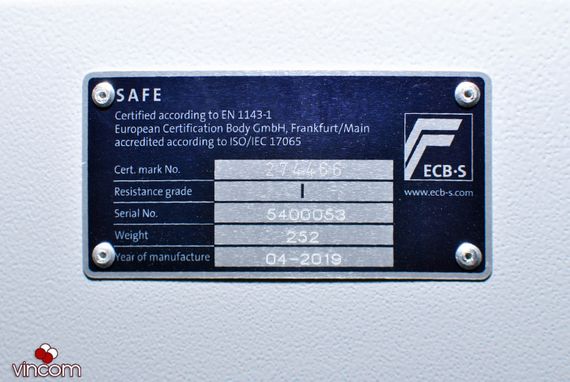 SAFE
Certified according to EN 1143-1
European Certification Body GmbH, Frankfurt/Main
accredited according to ISO/IEC 17065
ECB·S
www.ecb-s.com
Cert. mark No. 274466
Resistance grade I
Serial No. 5400053
Weight 252
Year of manufacture 04-2019
vincom